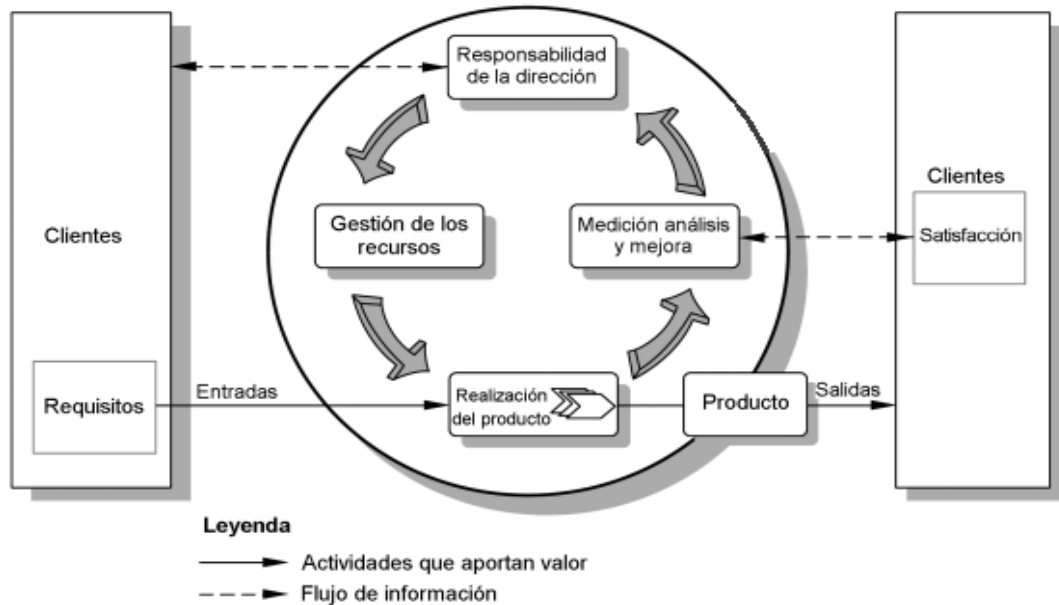 Responsabilidad
de la dirección
Clientes
Gestión de los
recursos
Medición análisis
y mejora
Clientes
Satisfacción
Requisitos
Entradas
Realización
del producto
Producto
Salidas
Leyenda
Actividades que aportan valor
Flujo de información